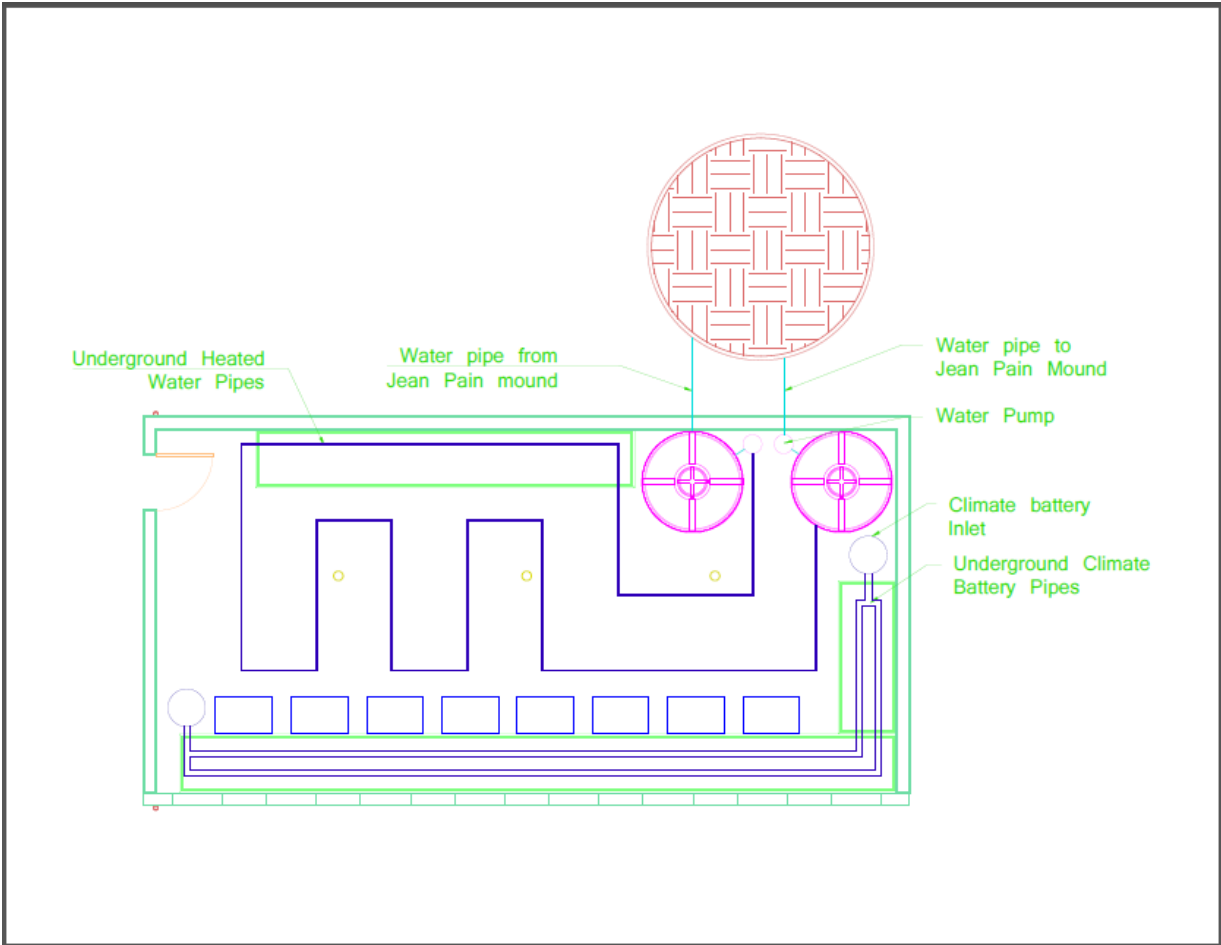 Underground Heated
Water Pipes
Water pipe from
Jean Pain mound
Water pipe to
Jean Pain Mound
Water Pump
Climate battery
Inlet
Underground Climate
Battery Pipes